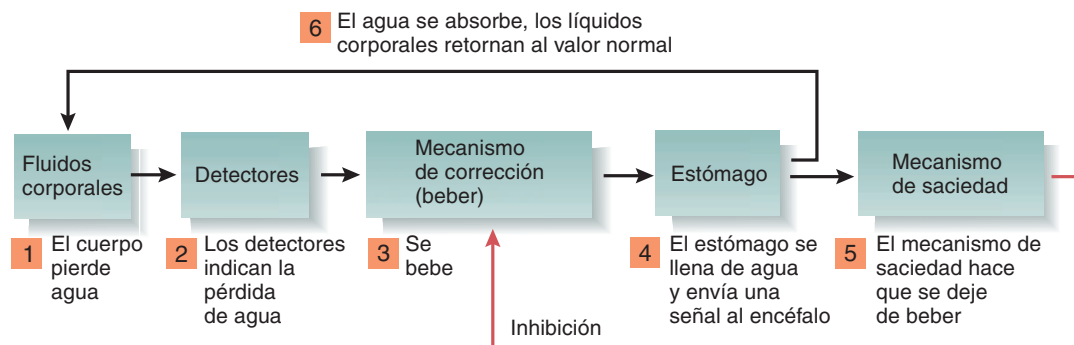 6 El agua se absorbe, los líquidos
corporales retornan al valor normal
Fluidos
corporales
Detectores
Mecanismo
de corrección
(beber)
Estómago
Mecanismo
de saciedad
1 El cuerpo
pierde
agua
2 Los detectores
indican la
pérdida
de agua
3 Se
bebe
4 El estómago se
llena de agua
y envía una
señal al encéfalo
5 El mecanismo de
saciedad hace
que se deje
de beber
Inhibición